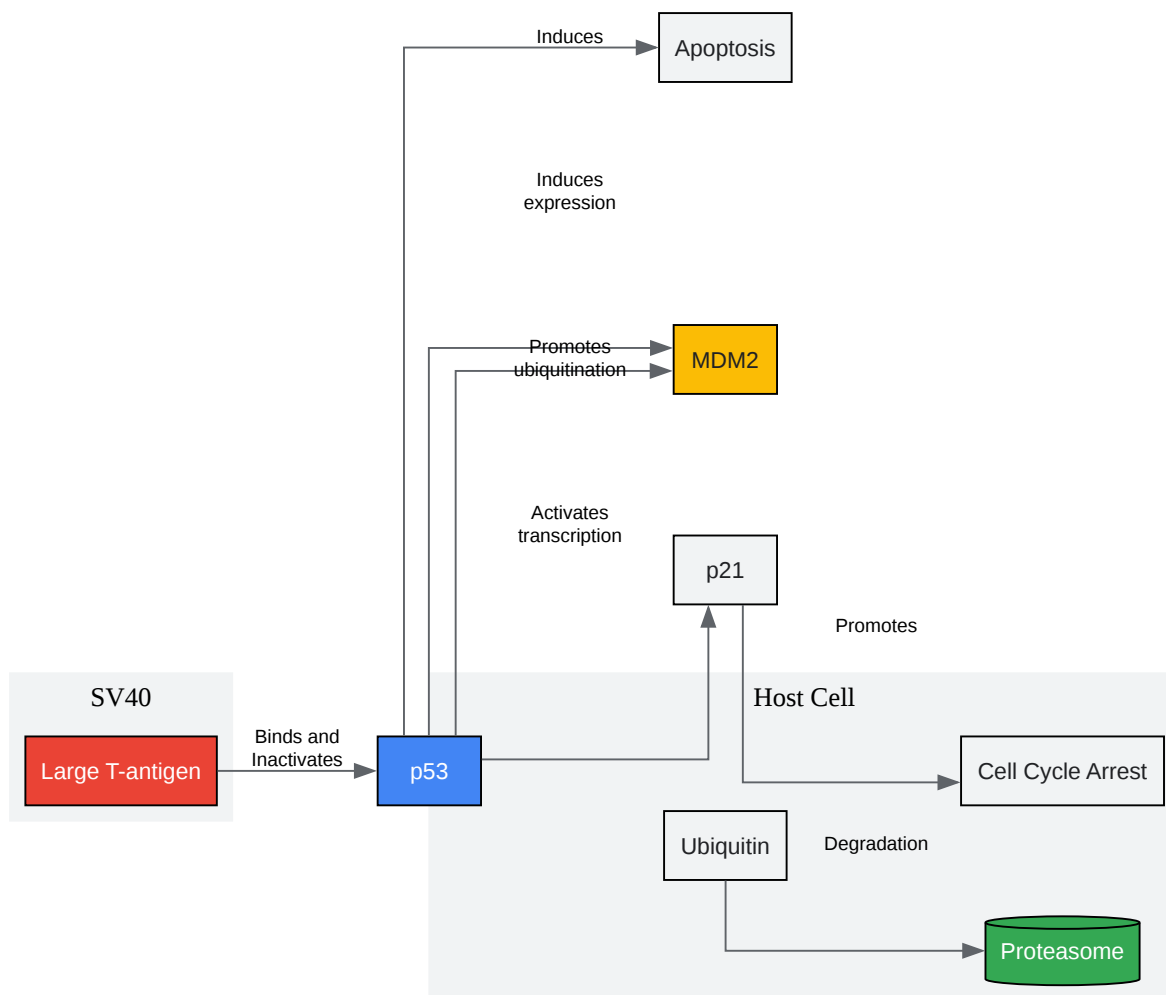 Induces
Apoptosis
Induces
expression
Promotes
ubiquitination
MDM2
Activates
transcription
p21
Promotes
SV40
Host Cell
Binds and
Inactivates
Large T-antigen
p53
Cell Cycle Arrest
Ubiquitin
Degradation
Proteasome